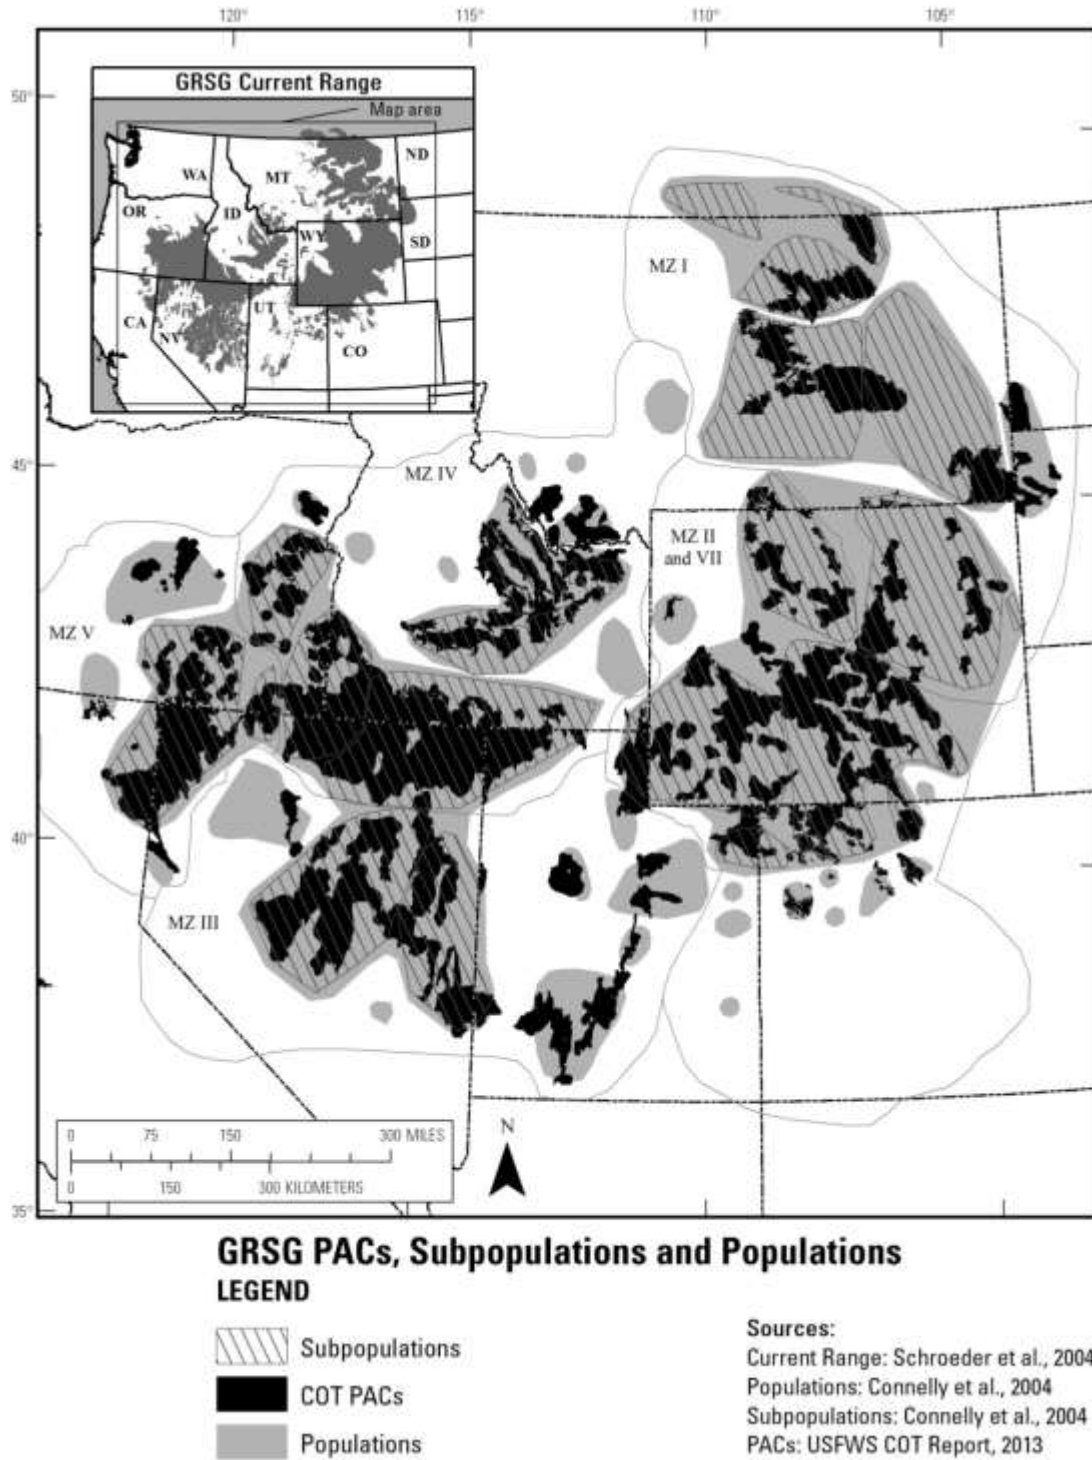 120° 115° 110° 105°
50°
GRSG Current Range
Map area
WA
MT
ND
OR
ID
WY
SD
CA
NV
UT
CO
MZ I
45°
MZ IV
MZ II
and VII
MZ V
40°
MZ III
0 75 150 300 MILES
0 150 300 KILOMETERS
N
35°
GRSG PACs, Subpopulations and Populations
LEGEND
Subpopulations
COT PACs
Populations
Sources:
Current Range: Schroeder et al., 2004
Populations: Connelly et al., 2004
Subpopulations: Connelly et al., 2004
PACs: USFWS COT Report, 2013